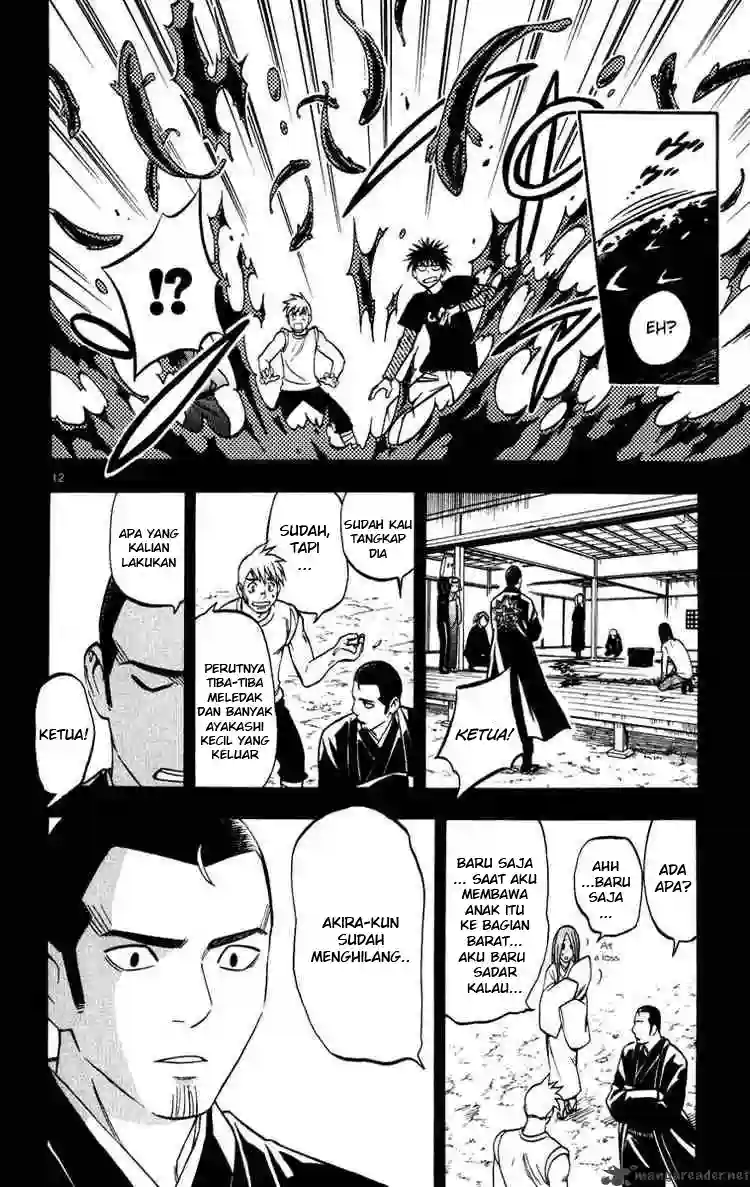 EH?
!?
12
KETUA!
SUDAH KAU
TANGKAP
DIA
SUDAH,
TAPI
...
PERUTNYA
TIBA-TIBA
MELEDAK
DAN BANYAK
AYAKASHI
KECIL YANG
KELUAR
APA YANG
KALIAN
LAKUKAN
KETUA!
ADA
APA?
AHH
...BARU
SAJA
...
At
a loss
BARU SAJA
... SAAT AKU
MEMBAWA
ANAK ITU
KE BAGIAN
BARAT...
AKU BARU
SADAR
KALAU...
AKIRA-KUN
SUDAH
MENGHILANG..
mangareader.net